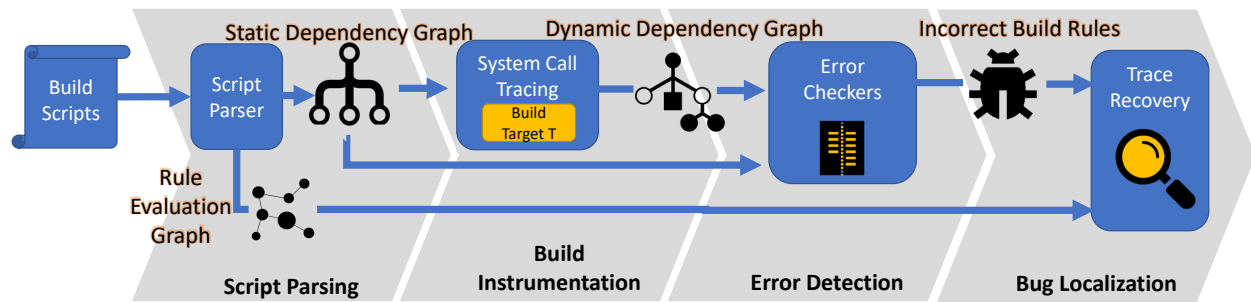 Static Dependency Graph
Dynamic Dependency Graph
Incorrect Build Rules
Build
Scripts
Script
Parser
System Call
Tracing
Build
Target T
Error
Checkers
Trace
Recovery
Rule
Evaluation
Graph
Script Parsing
Build
Instrumentation
Error Detection
Bug Localization